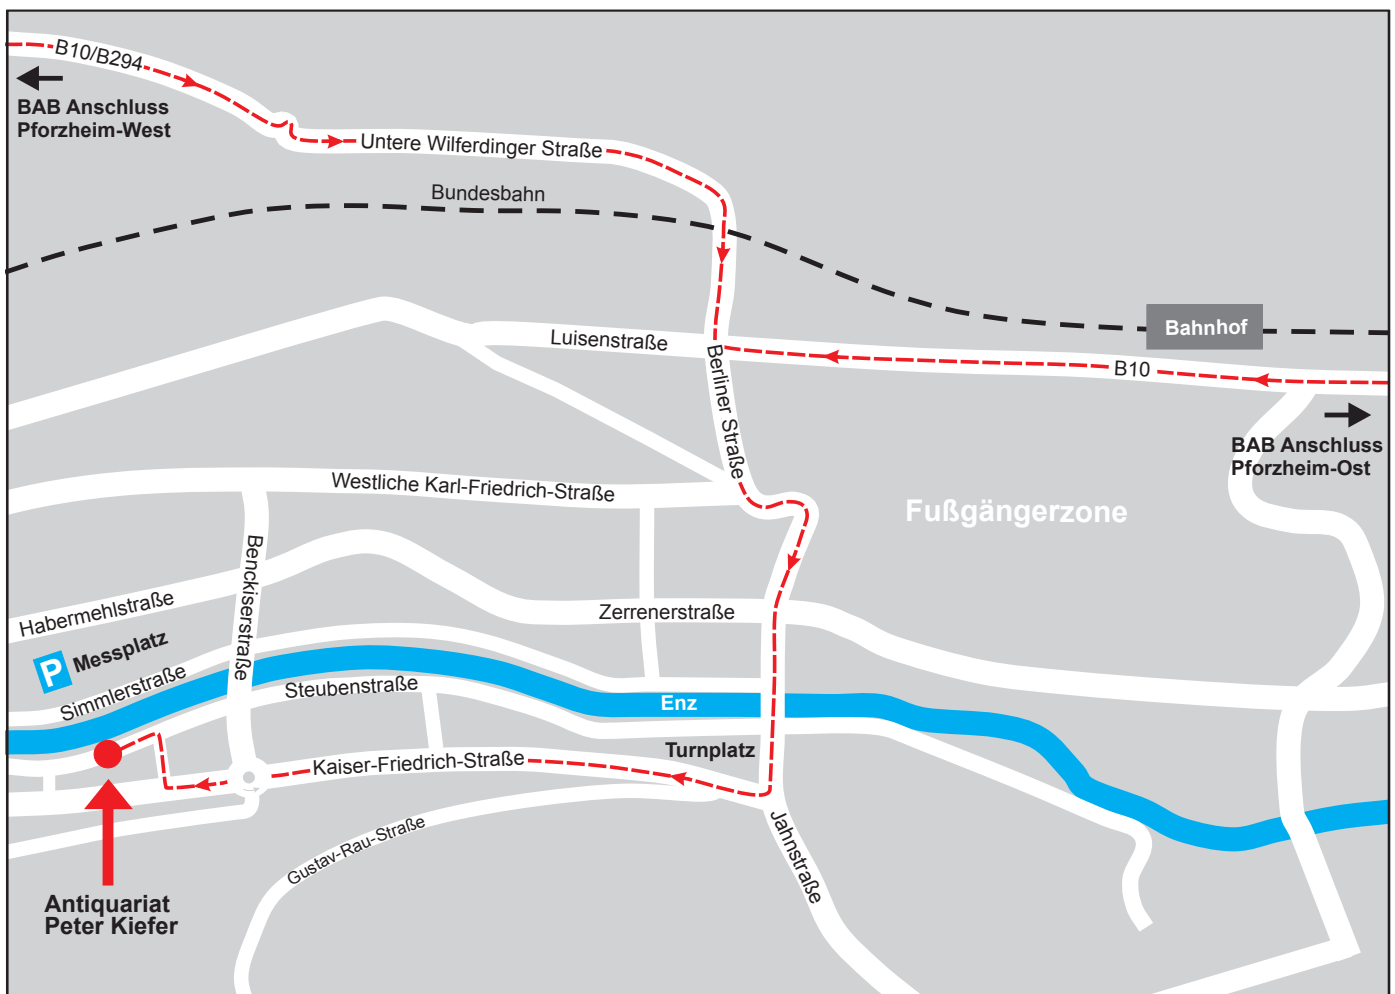 B10/B294
BAB Anschluss
Pforzheim-West
Untere Wilferdinger Straße
Bundesbahn
Bahnhof
Luisenstraße
B10
Berliner Straße
BAB Anschluss
Pforzheim-Ost
Westliche Karl-Friedrich-Straße
Fußgängerzone
Benckiserstraße
Habermehlstraße
Zerrenerstraße
P Messplatz
Simmlerstraße
Steubenstraße
Enz
Turnplatz
Kaiser-Friedrich-Straße
Gustav-Rau-Straße
Jahnstraße
Antiquariat
Peter Kiefer